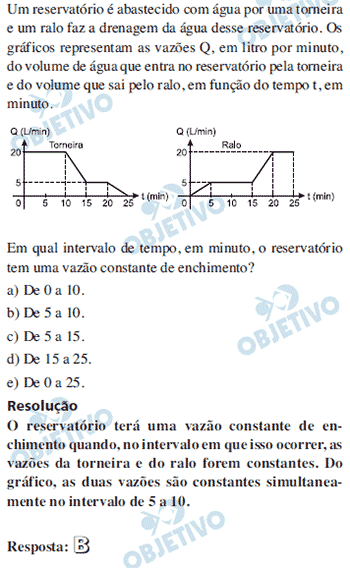 Um reservatório é abastecido com água por uma torneira
e um ralo faz a drenagem da água desse reservatório. Os
gráficos representam as vazões Q, em litro por minuto,
do volume de água que entra no reservatório pela torneira
e do volume que sai pelo ralo, em função do tempo t, em
minuto.
OBJETIVO
Q (L/min)
Torneira
20
5
0 5 10 15 20 25 t (min)
Q (L/min)
Ralo
20
5
0 5 10 15 20 25 t (min)
OBJETIVO
Em qual intervalo de tempo, em minuto, o reservatório
tem uma vazão constante de enchimento?
a) De 0 a 10.
b) De 5 a 10.
c) De 5 a 15.
d) De 15 a 25.
e) De 0 a 25.
OBJETIVO
OBJETIVO
Resolução
O reservatório terá uma vazão constante de en-
chimento quando, no intervalo em que isso ocorrer, as
vazões da torneira e do ralo forem constantes. Do
gráfico, as duas vazões são constantes simultanea-
mente no intervalo de 5 a 10.
OBJETIVO
Resposta: B
OBJETIVO